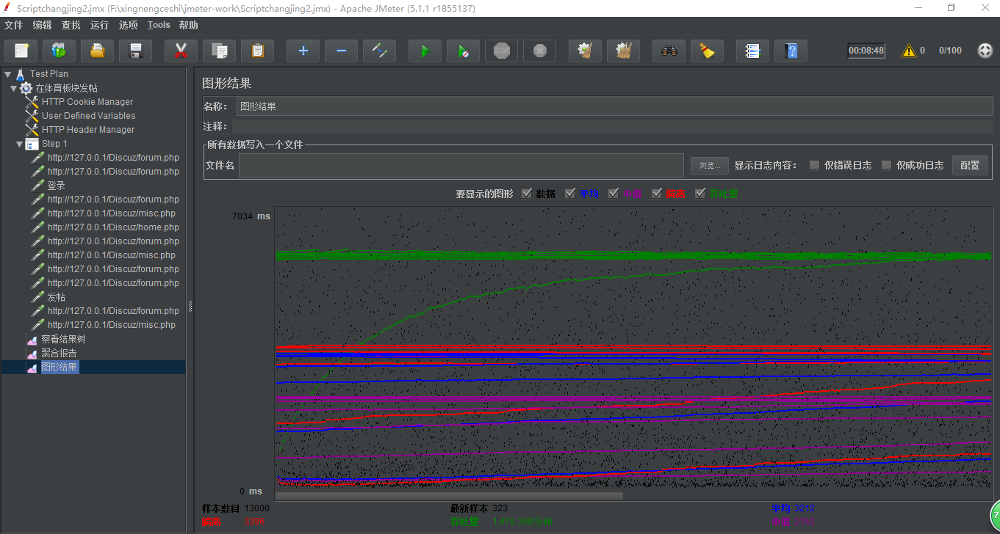 Scriptchangjing2.jmx (F:\xingnengceshi\jmeter-work\Scriptchangjing2.jmx) - Apache JMeter (5.1.1 r1855137)
文件 编辑 查找 运行 选项 Tools 帮助
STOP 00:08:48 0 0/100
Test Plan
在体育板块发帖
HTTP Cookie Manager
User Defined Variables
HTTP Header Manager
Step 1
http://127.0.0.1/Discuz/forum.php
http://127.0.0.1/Discuz/forum.php
登录
http://127.0.0.1/Discuz/forum.php
http://127.0.0.1/Discuz/misc.php
http://127.0.0.1/Discuz/home.php
http://127.0.0.1/Discuz/forum.php
http://127.0.0.1/Discuz/misc.php
http://127.0.0.1/Discuz/forum.php
http://127.0.0.1/Discuz/forum.php
发帖
http://127.0.0.1/Discuz/forum.php
http://127.0.0.1/Discuz/misc.php
察看结果树
聚合报告
图形结果
图形结果
名称： 图形结果
注释：
所有数据写入一个文件
文件名 浏览... 显示日志内容： 仅错误日志 仅成功日志 配置
要显示的图形 数据 平均 中值 偏离 吞吐量
7034 ms
0 ms
样本数目 13000 最新样本 323 平均 3212
偏离 3396 吞吐量 1,478.368/分钟 中值 2102
7